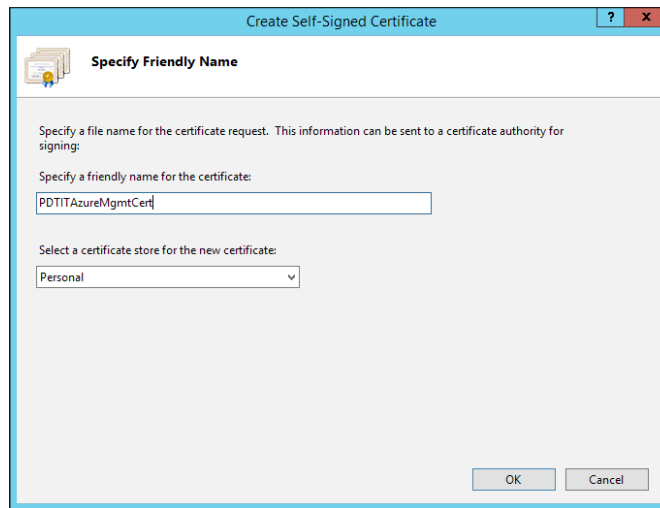 Create Self-Signed Certificate
? x
Specify Friendly Name
Specify a file name for the certificate request.  This information can be sent to a certificate authority for
signing:
Specify a friendly name for the certificate:
PDTITAzureMgmtCert
Select a certificate store for the new certificate:
Personal
OK Cancel